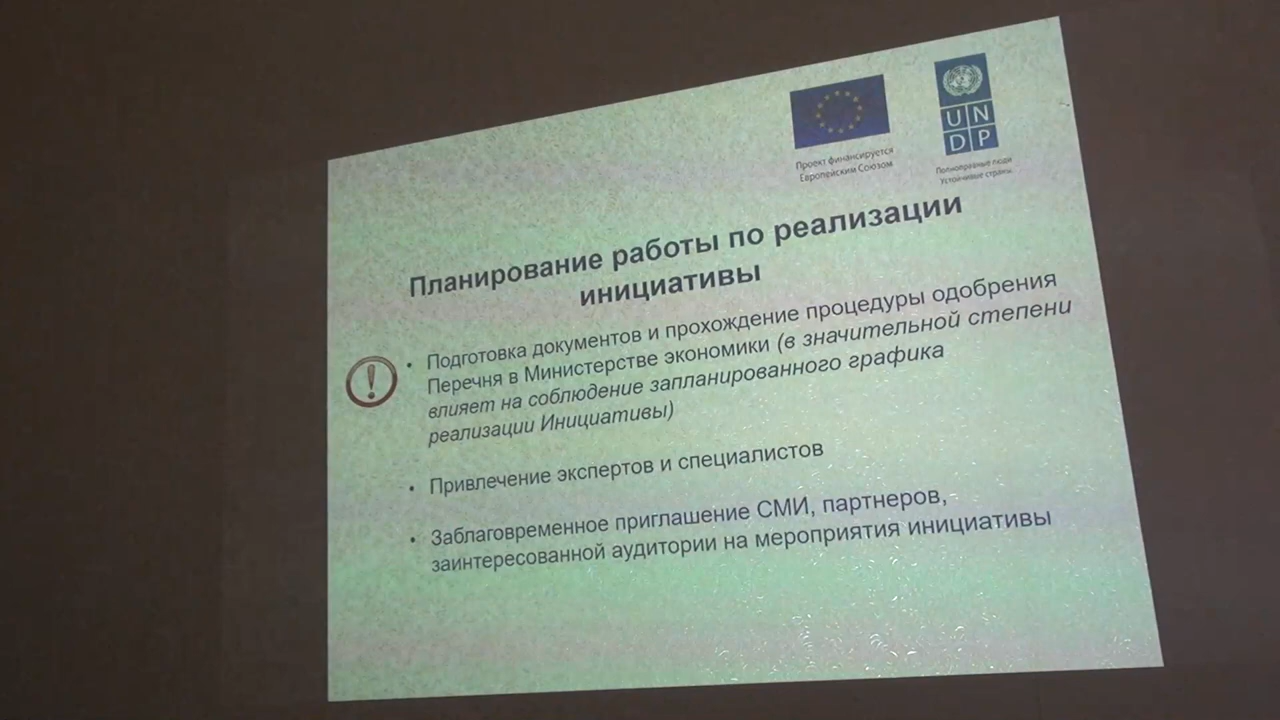 Проект финансируется
Европейским Союзом
UN
DP
Полноправные люди
Устойчивые страны
Планирование работы по реализации
инициативы
• Подготовка документов и прохождение процедуры одобрения
Перечня в Министерстве экономики (в значительной степени
влияет на соблюдение запланированного графика
реализации Инициативы)
• Привлечение экспертов и специалистов
• Заблаговременное приглашение СМИ, партнеров,
заинтересованной аудитории на мероприятия инициативы